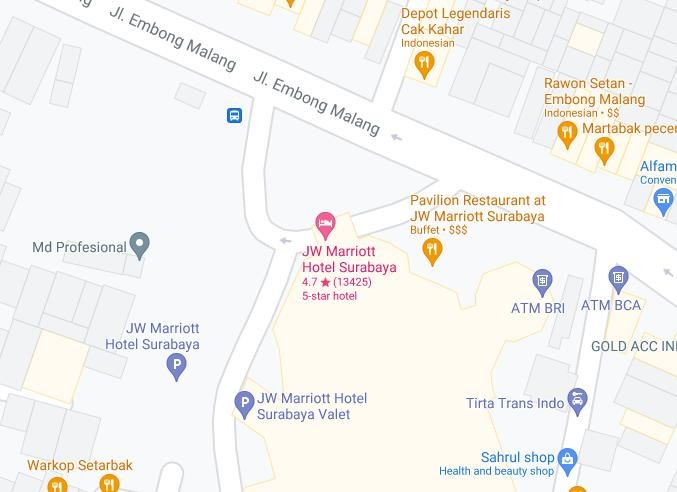 ng
Jl. Embong Malang
Jl. Embong Malang
Depot Legendaris
Cak Kahar
Indonesian
Rawon Setan -
Embong Malang
Indonesian • $$
Martabak pecer
Alfam
Conven
Pavilion Restaurant at
JW Marriott Surabaya
Buffet • $$$
Md Profesional
JW Marriott
Hotel Surabaya
4.7 ★ (13425)
5-star hotel
ATM BRI
ATM BCA
JW Marriott
Hotel Surabaya
P
GOLD ACC INI
JW Marriott Hotel
Surabaya Valet
P
Tirta Trans Indo
Sahrul shop
Health and beauty shop
Warkop Setarbak